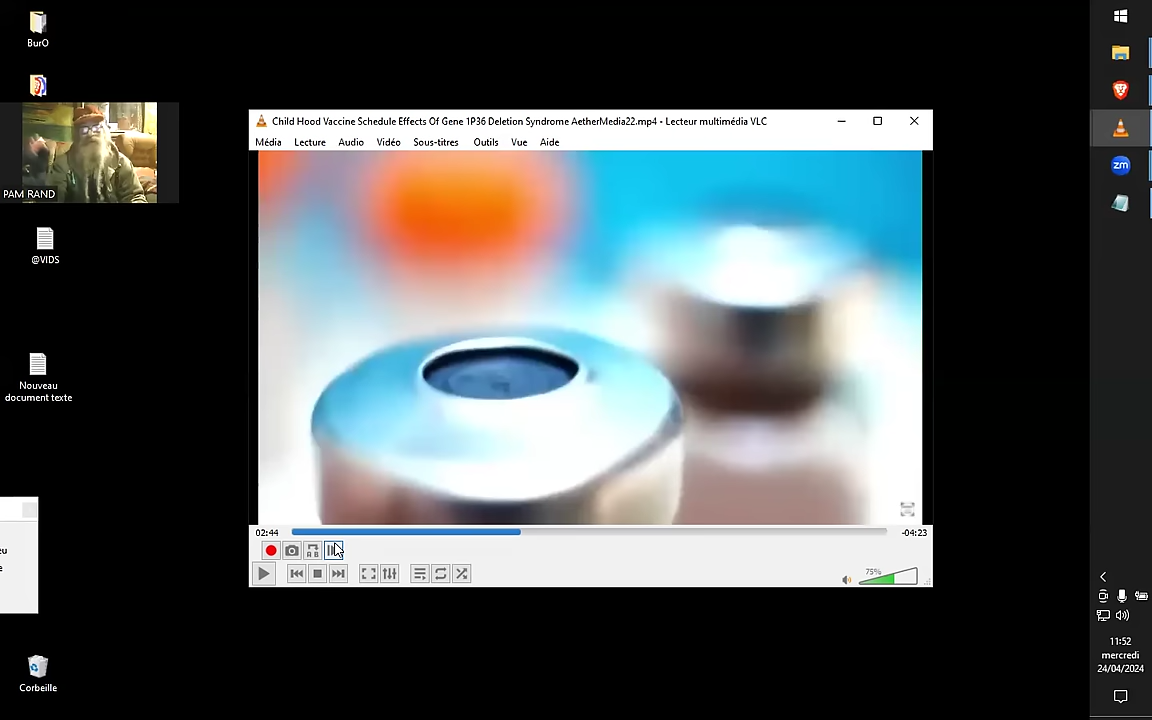 BurO
PAM RAND
@VIDS
Nouveau
document texte
eu
e
Corbeille
Child Hood Vaccine Schedule Effects Of Gene 1P36 Deletion Syndrome AetherMedia22.mp4 - Lecteur multimédia VLC
Média Lecture Audio Vidéo Sous-titres Outils Vue Aide
02:44 -04:23
A B
75%
zm
11:52
mercredi
24/04/2024